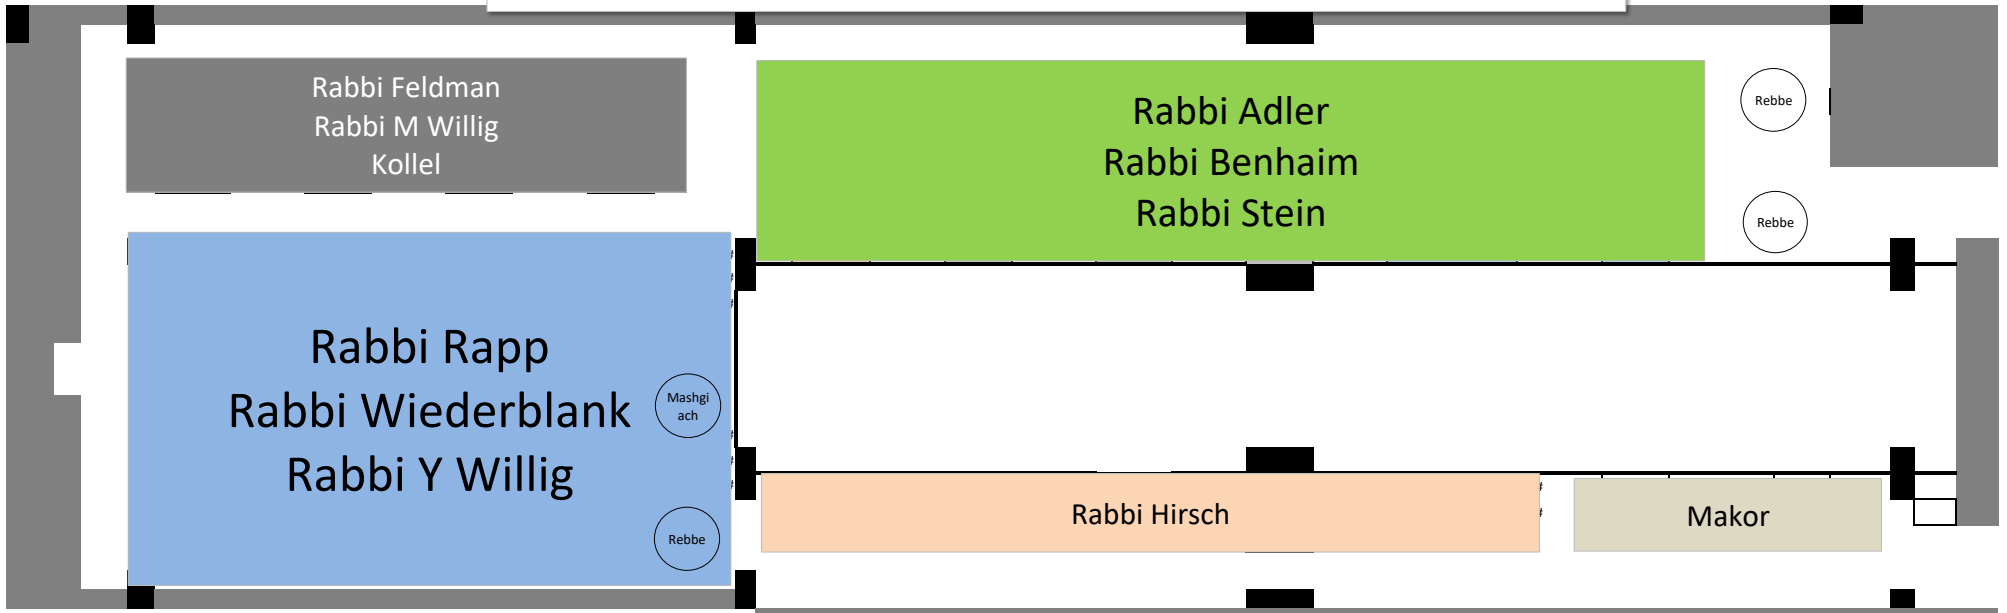 Rabbi Feldman
Rabbi M Willig
Kollel
Rabbi Adler
Rabbi Benhaim
Rabbi Stein
Rebbe
Rebbe
Rabbi Rapp
Rabbi Wiederblank
Rabbi Y Willig
Mashgi
ach
Rebbe
Rabbi Hirsch
Makor